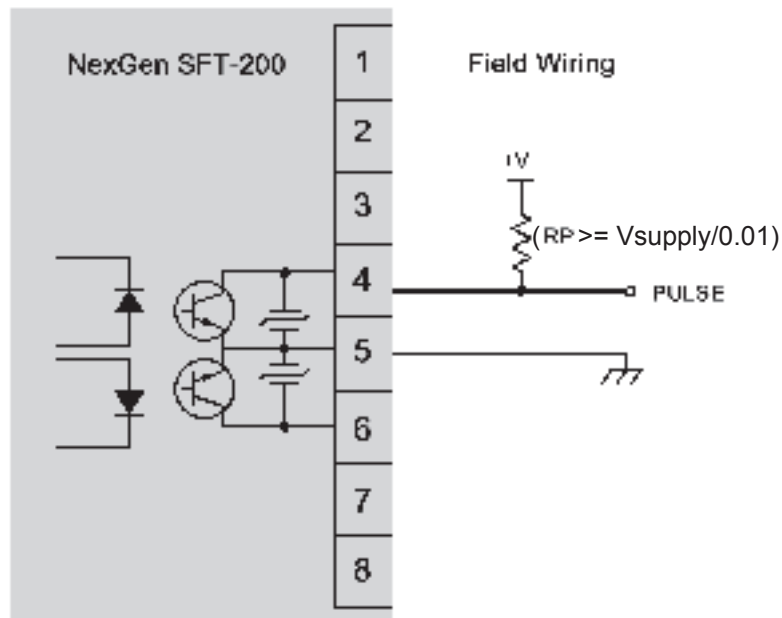 NexGen SFT-200
Field Wiring
1
2
3
4
5
6
7
8
+V
(RP >= Vsupply/0.01)
PULSE